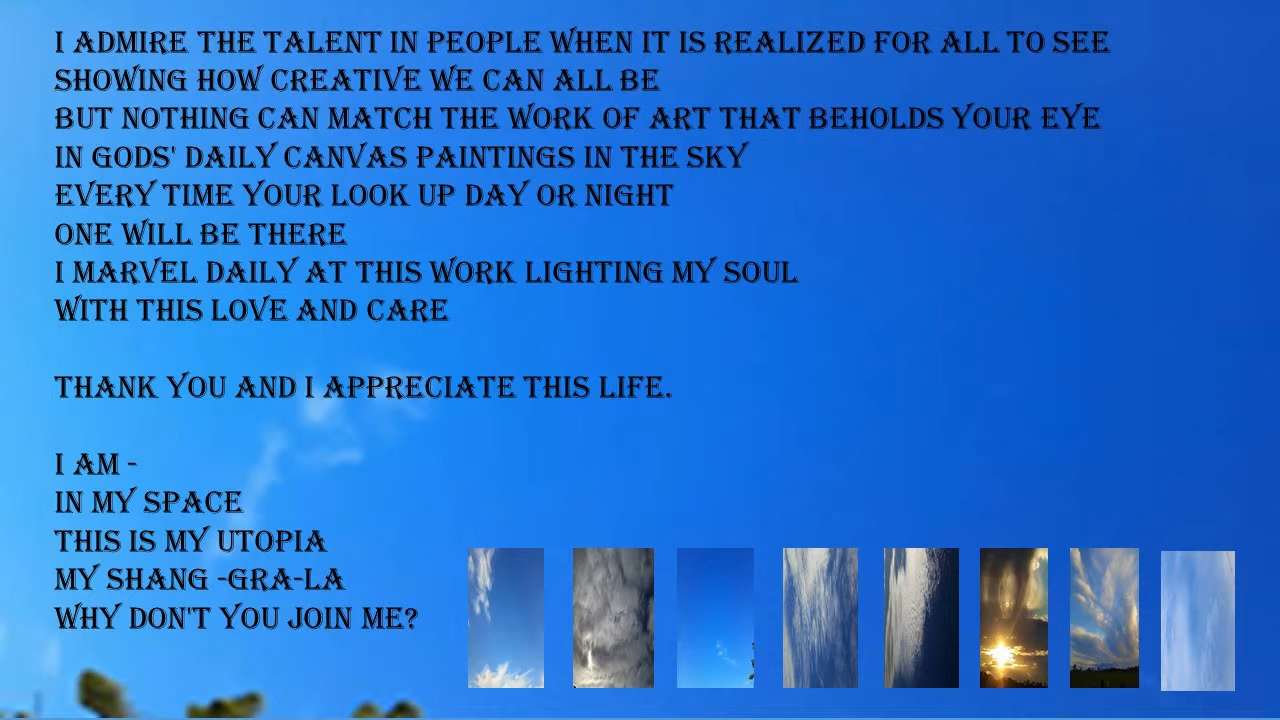 I ADMIRE THE TALENT IN PEOPLE WHEN IT IS REALIZED FOR ALL TO SEE
SHOWING HOW CREATIVE WE CAN ALL BE
BUT NOTHING CAN MATCH THE WORK OF ART THAT BEHOLDS YOUR EYE
IN GODS' DAILY CANVAS PAINTINGS IN THE SKY
EVERY TIME YOUR LOOK UP DAY OR NIGHT
ONE WILL BE THERE
I MARVEL DAILY AT THIS WORK LIGHTING MY SOUL
WITH THIS LOVE AND CARE
THANK YOU AND I APPRECIATE THIS LIFE.
I AM -
IN MY SPACE
THIS IS MY UTOPIA
MY SHANG -GRA-LA
WHY DON'T YOU JOIN ME?